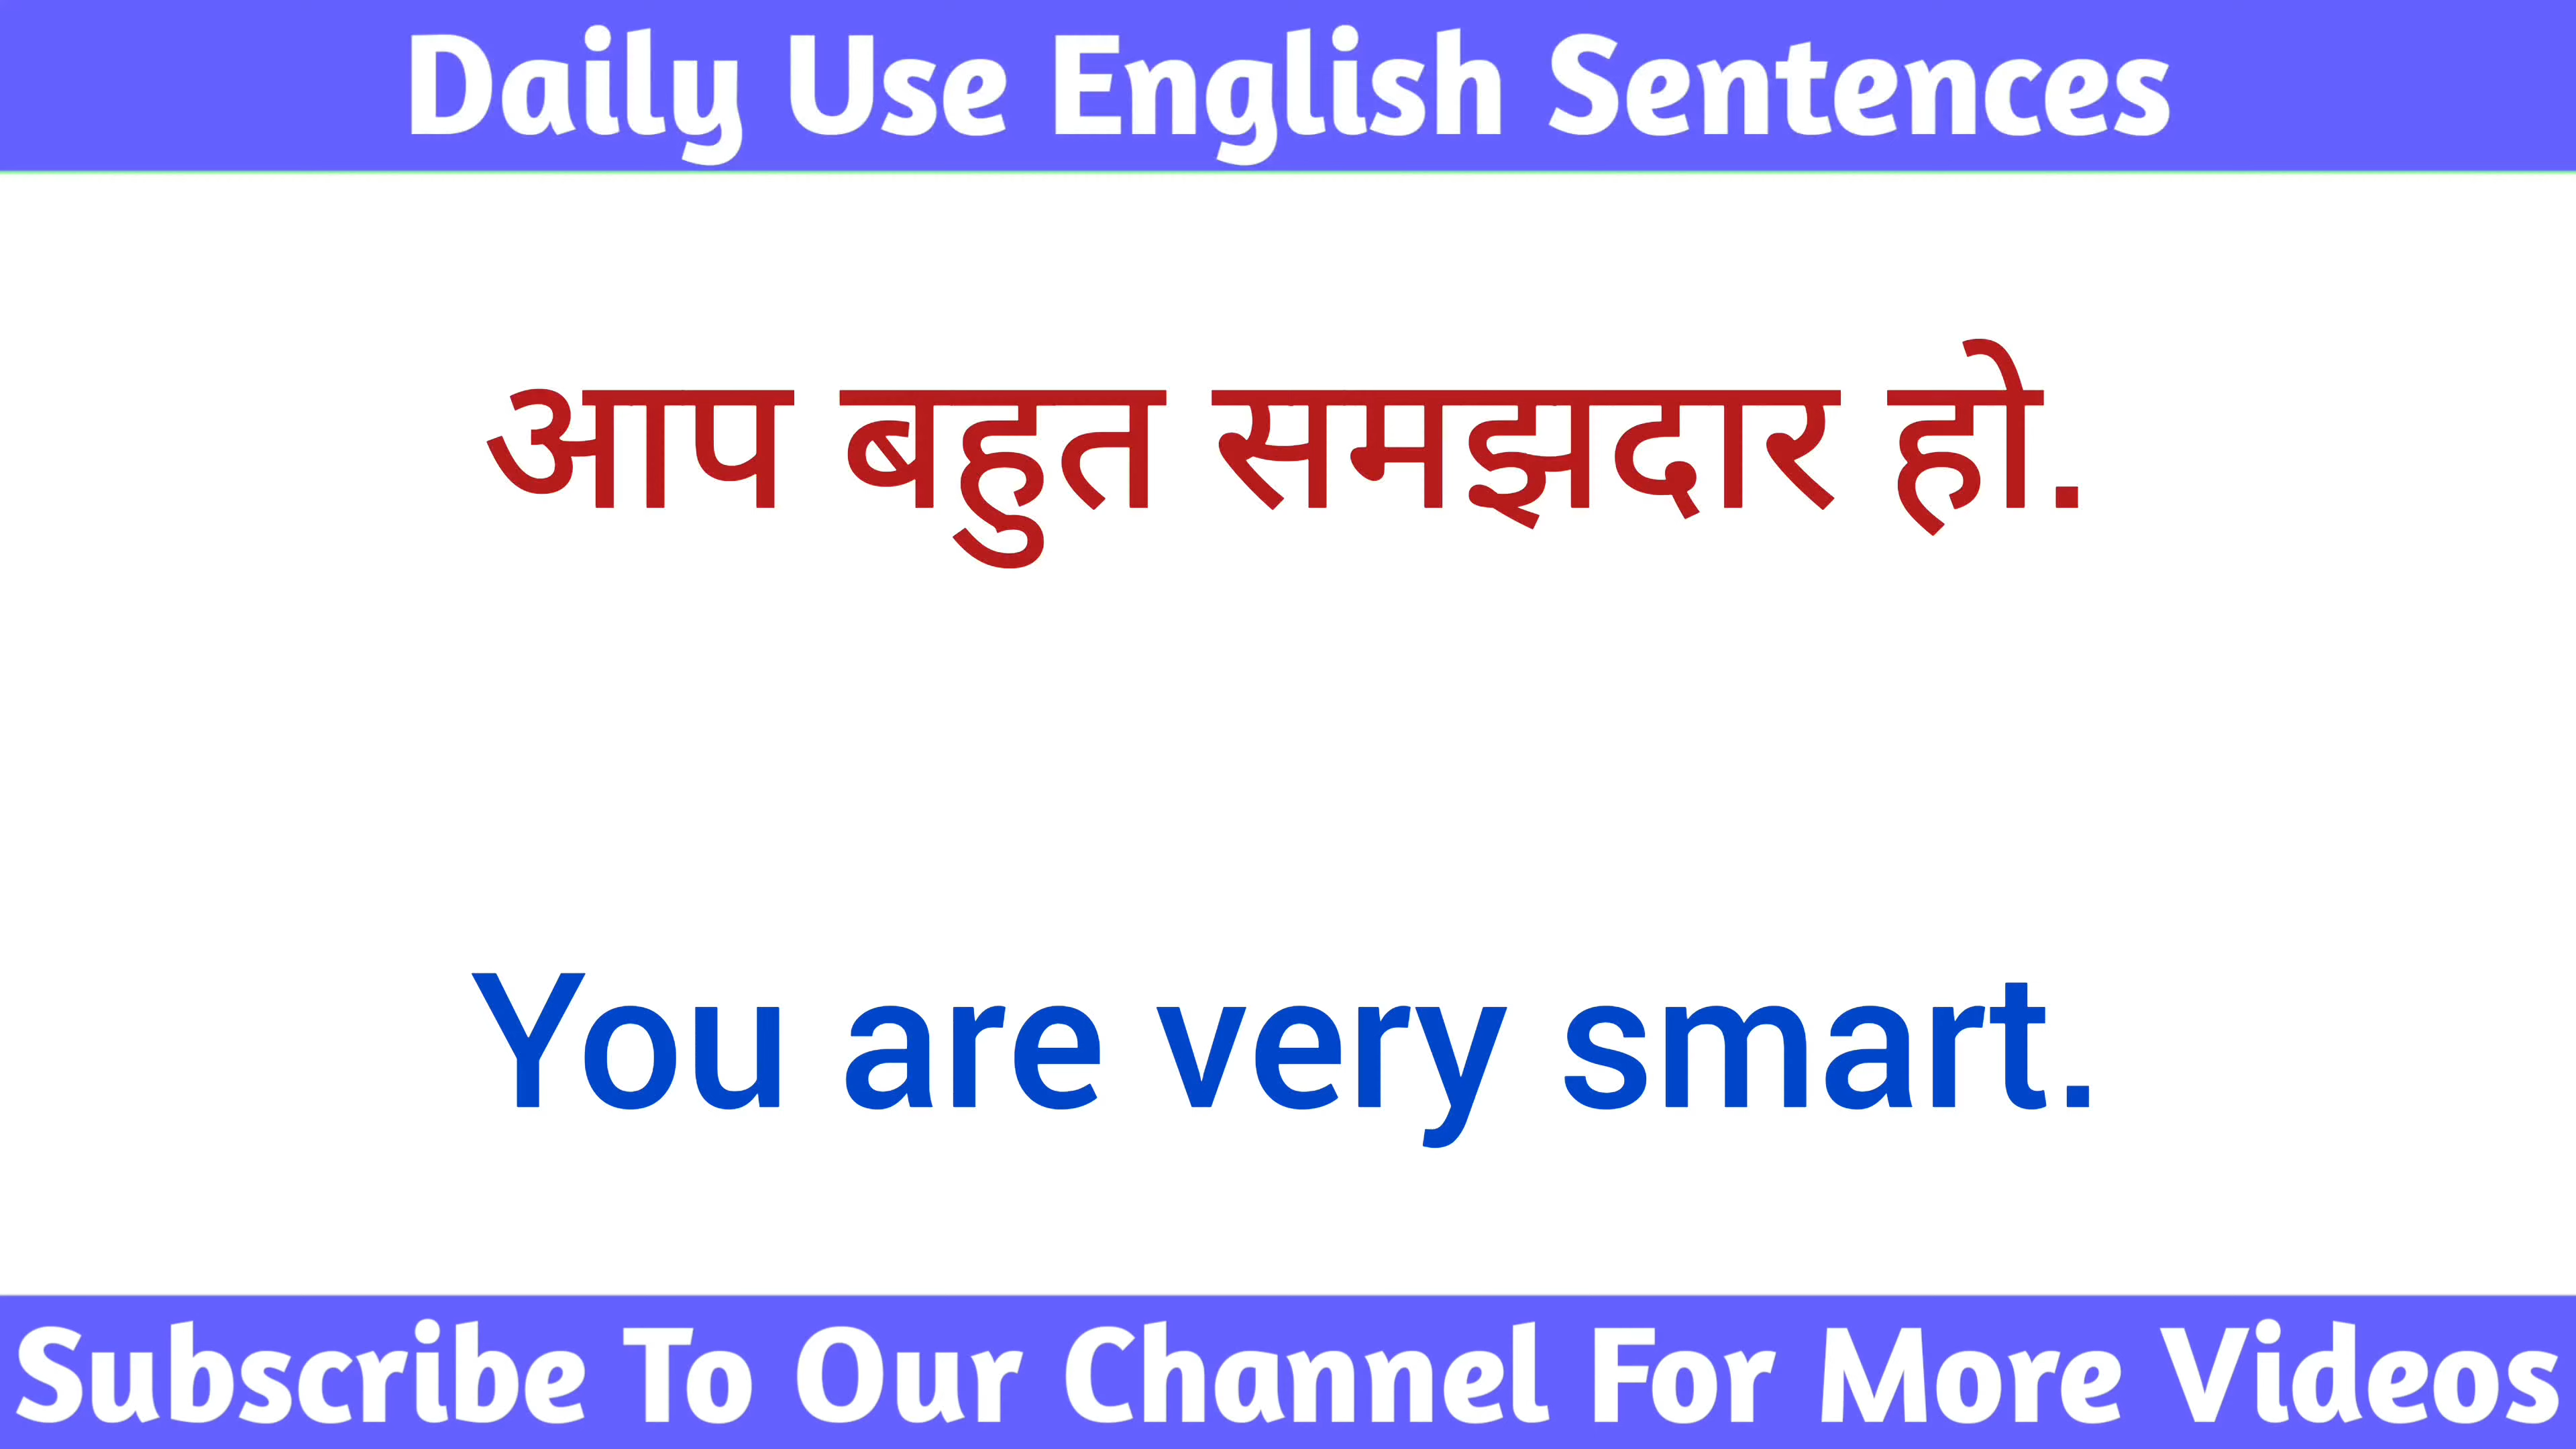 Daily Use English Sentences
आप बहुत समझदार हो.
You are very smart.
Subscribe To Our Channel For More Videos